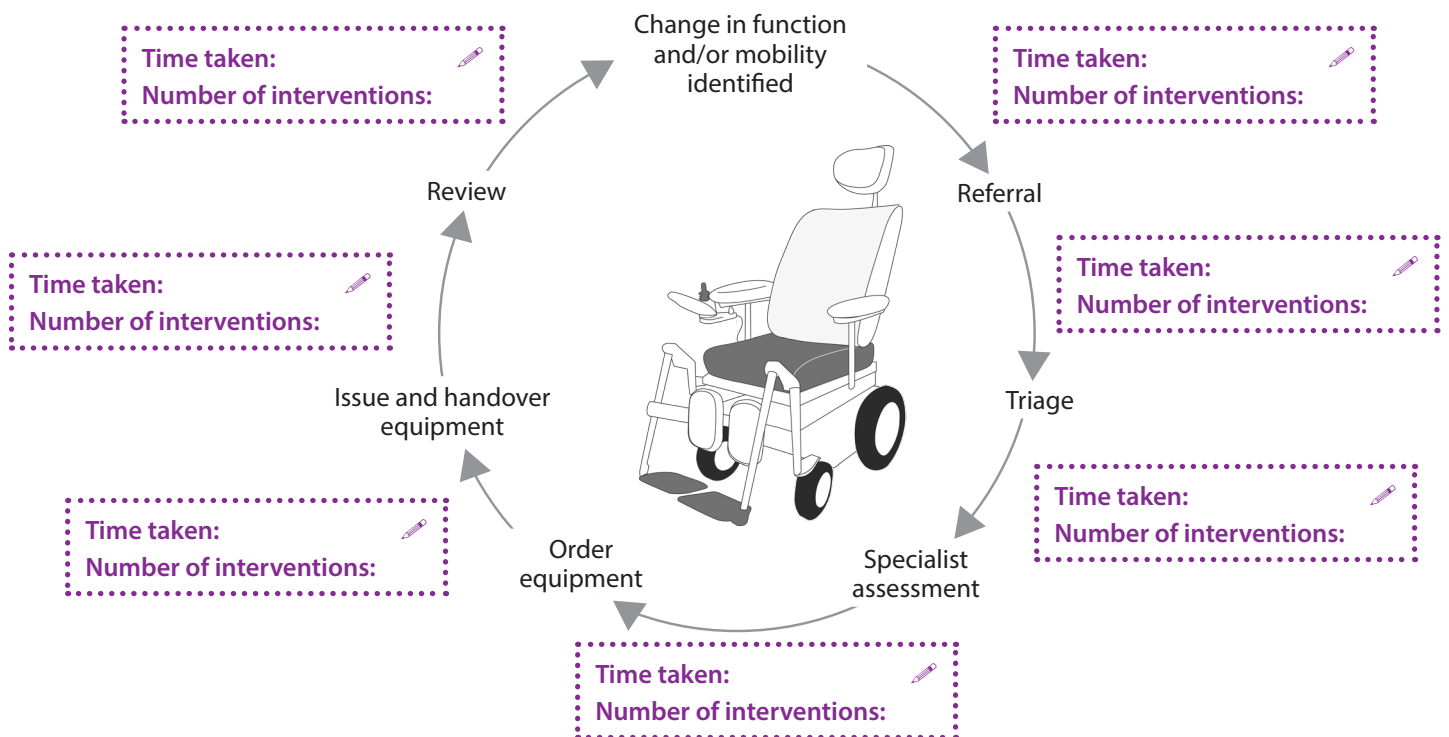 Change in function
and/or mobility
identified
Time taken:
Number of interventions:
Referral
Time taken:
Number of interventions:
Triage
Time taken:
Number of interventions:
Specialist
assessment
Time taken:
Number of interventions:
Order
equipment
Time taken:
Number of interventions:
Issue and handover
equipment
Time taken:
Number of interventions:
Review
Time taken:
Number of interventions: